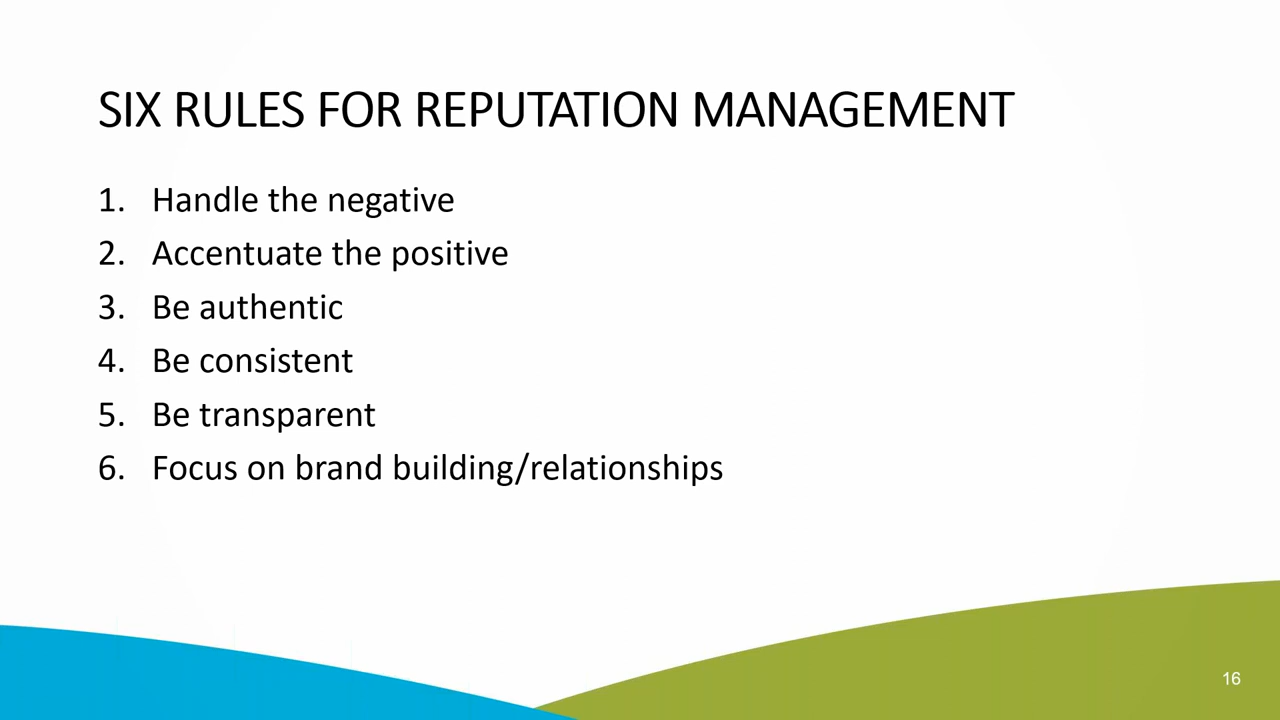 SIX RULES FOR REPUTATION MANAGEMENT
1. Handle the negative
2. Accentuate the positive
3. Be authentic
4. Be consistent
5. Be transparent
6. Focus on brand building/relationships
16